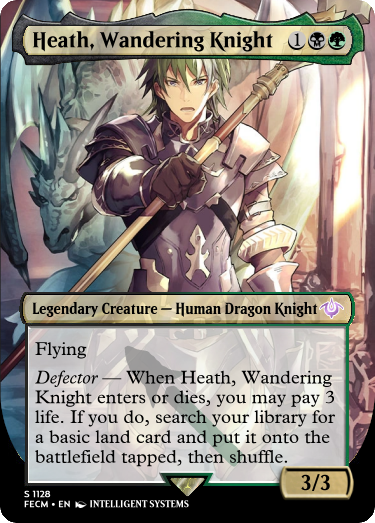 Heath, Wandering Knight 1
Legendary Creature — Human Dragon Knight
Flying
Defector — When Heath, Wandering
Knight enters or dies, you may pay 3
life. If you do, search your library for
a basic land card and put it onto the
battlefield tapped, then shuffle.
3/3
S 1128
FECM • EN INTELLIGENT SYSTEMS